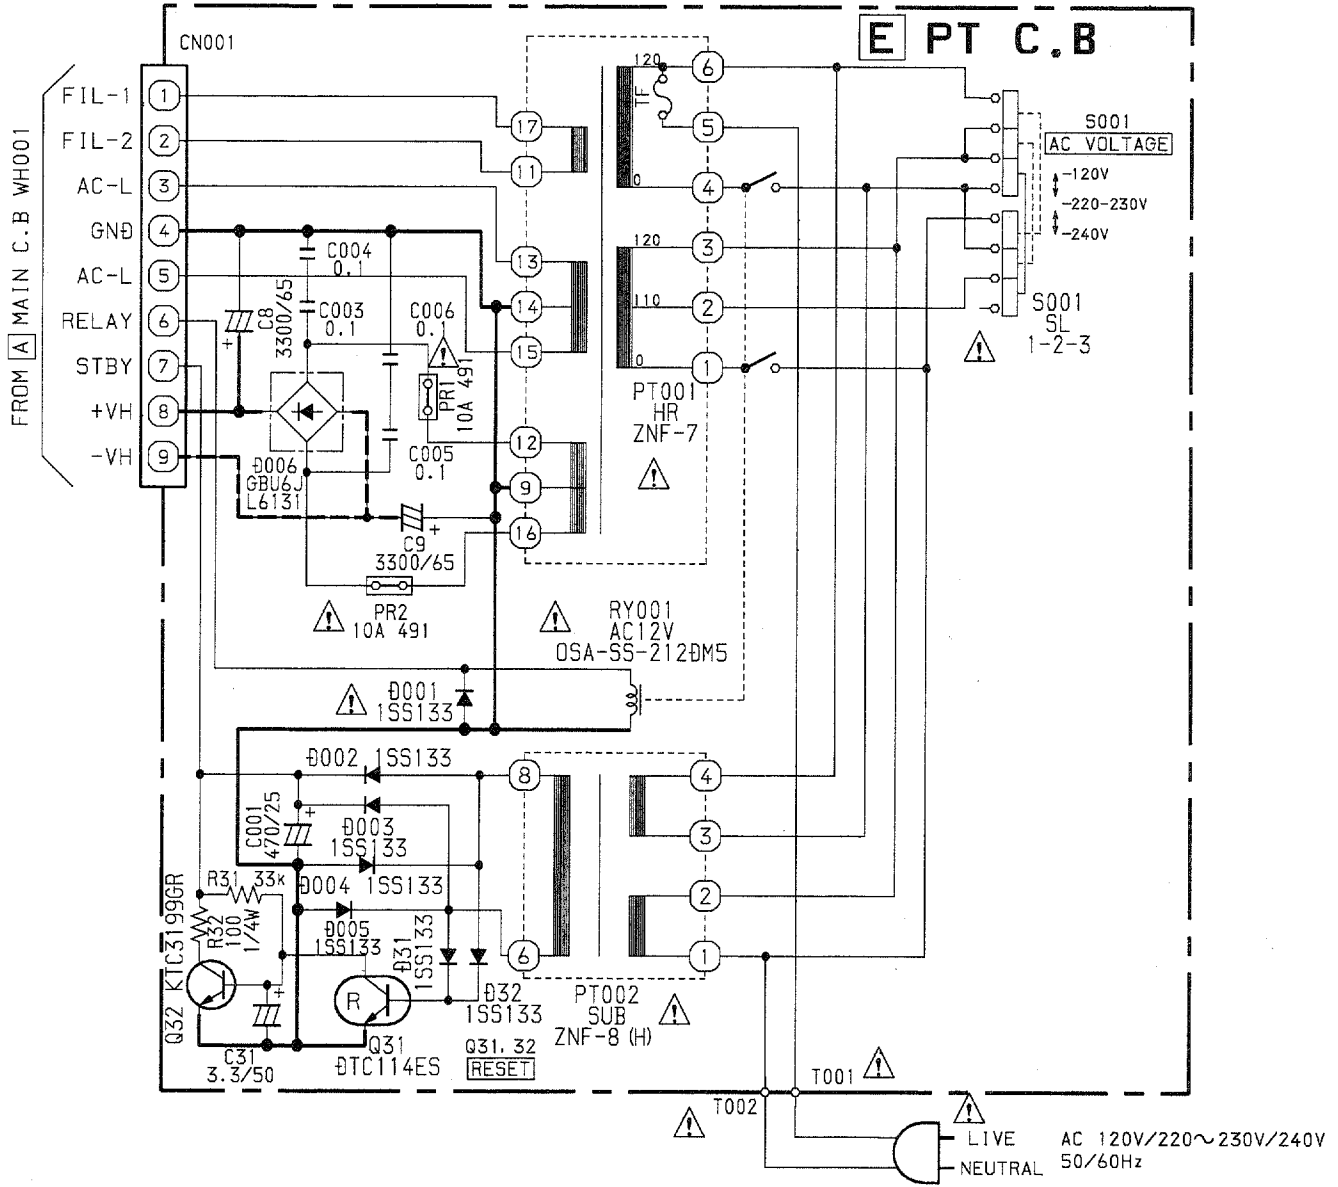 E PT C.B
CN001
FROM A MAIN C.B WH001
FIL-1 1
FIL-2 2
AC-L 3
GND 4
AC-L 5
RELAY 6
STBY 7
+VH 8
-VH 9
C8
3300/65
+
C004
0.1
C003
0.1
C006
0.1
PR1
10A 491
C005
0.1
D006
GBU6J
L6131
C9
3300/65
+
PR2
10A 491
17
11
13
14
15
12
9
16
120
TF
0
120
110
0
6
5
4
3
2
1
PT001
HR
ZNF-7
S001
AC VOLTAGE
-120V
-220-230V
-240V
S001
SL
1-2-3
RY001
AC12V
OSA-SS-212DM5
D001
1SS133
D002 1SS133
C001
470/25
+
D003
1SS133
1SS133
D004
D005
1SS133
R31 33k
R32
100
1/4W
Q32 KTC3199GR
D31
1SS133
D32
1SS133
8
6
4
3
2
1
PT002
SUB
ZNF-8 (H)
R
Q31
DTC114ES
C31
3.3/50
+
Q31, 32
RESET
T001
T002
LIVE
NEUTRAL
AC 120V/220～230V/240V
50/60Hz
! ! ! ! ! ! ! ! ! ! !